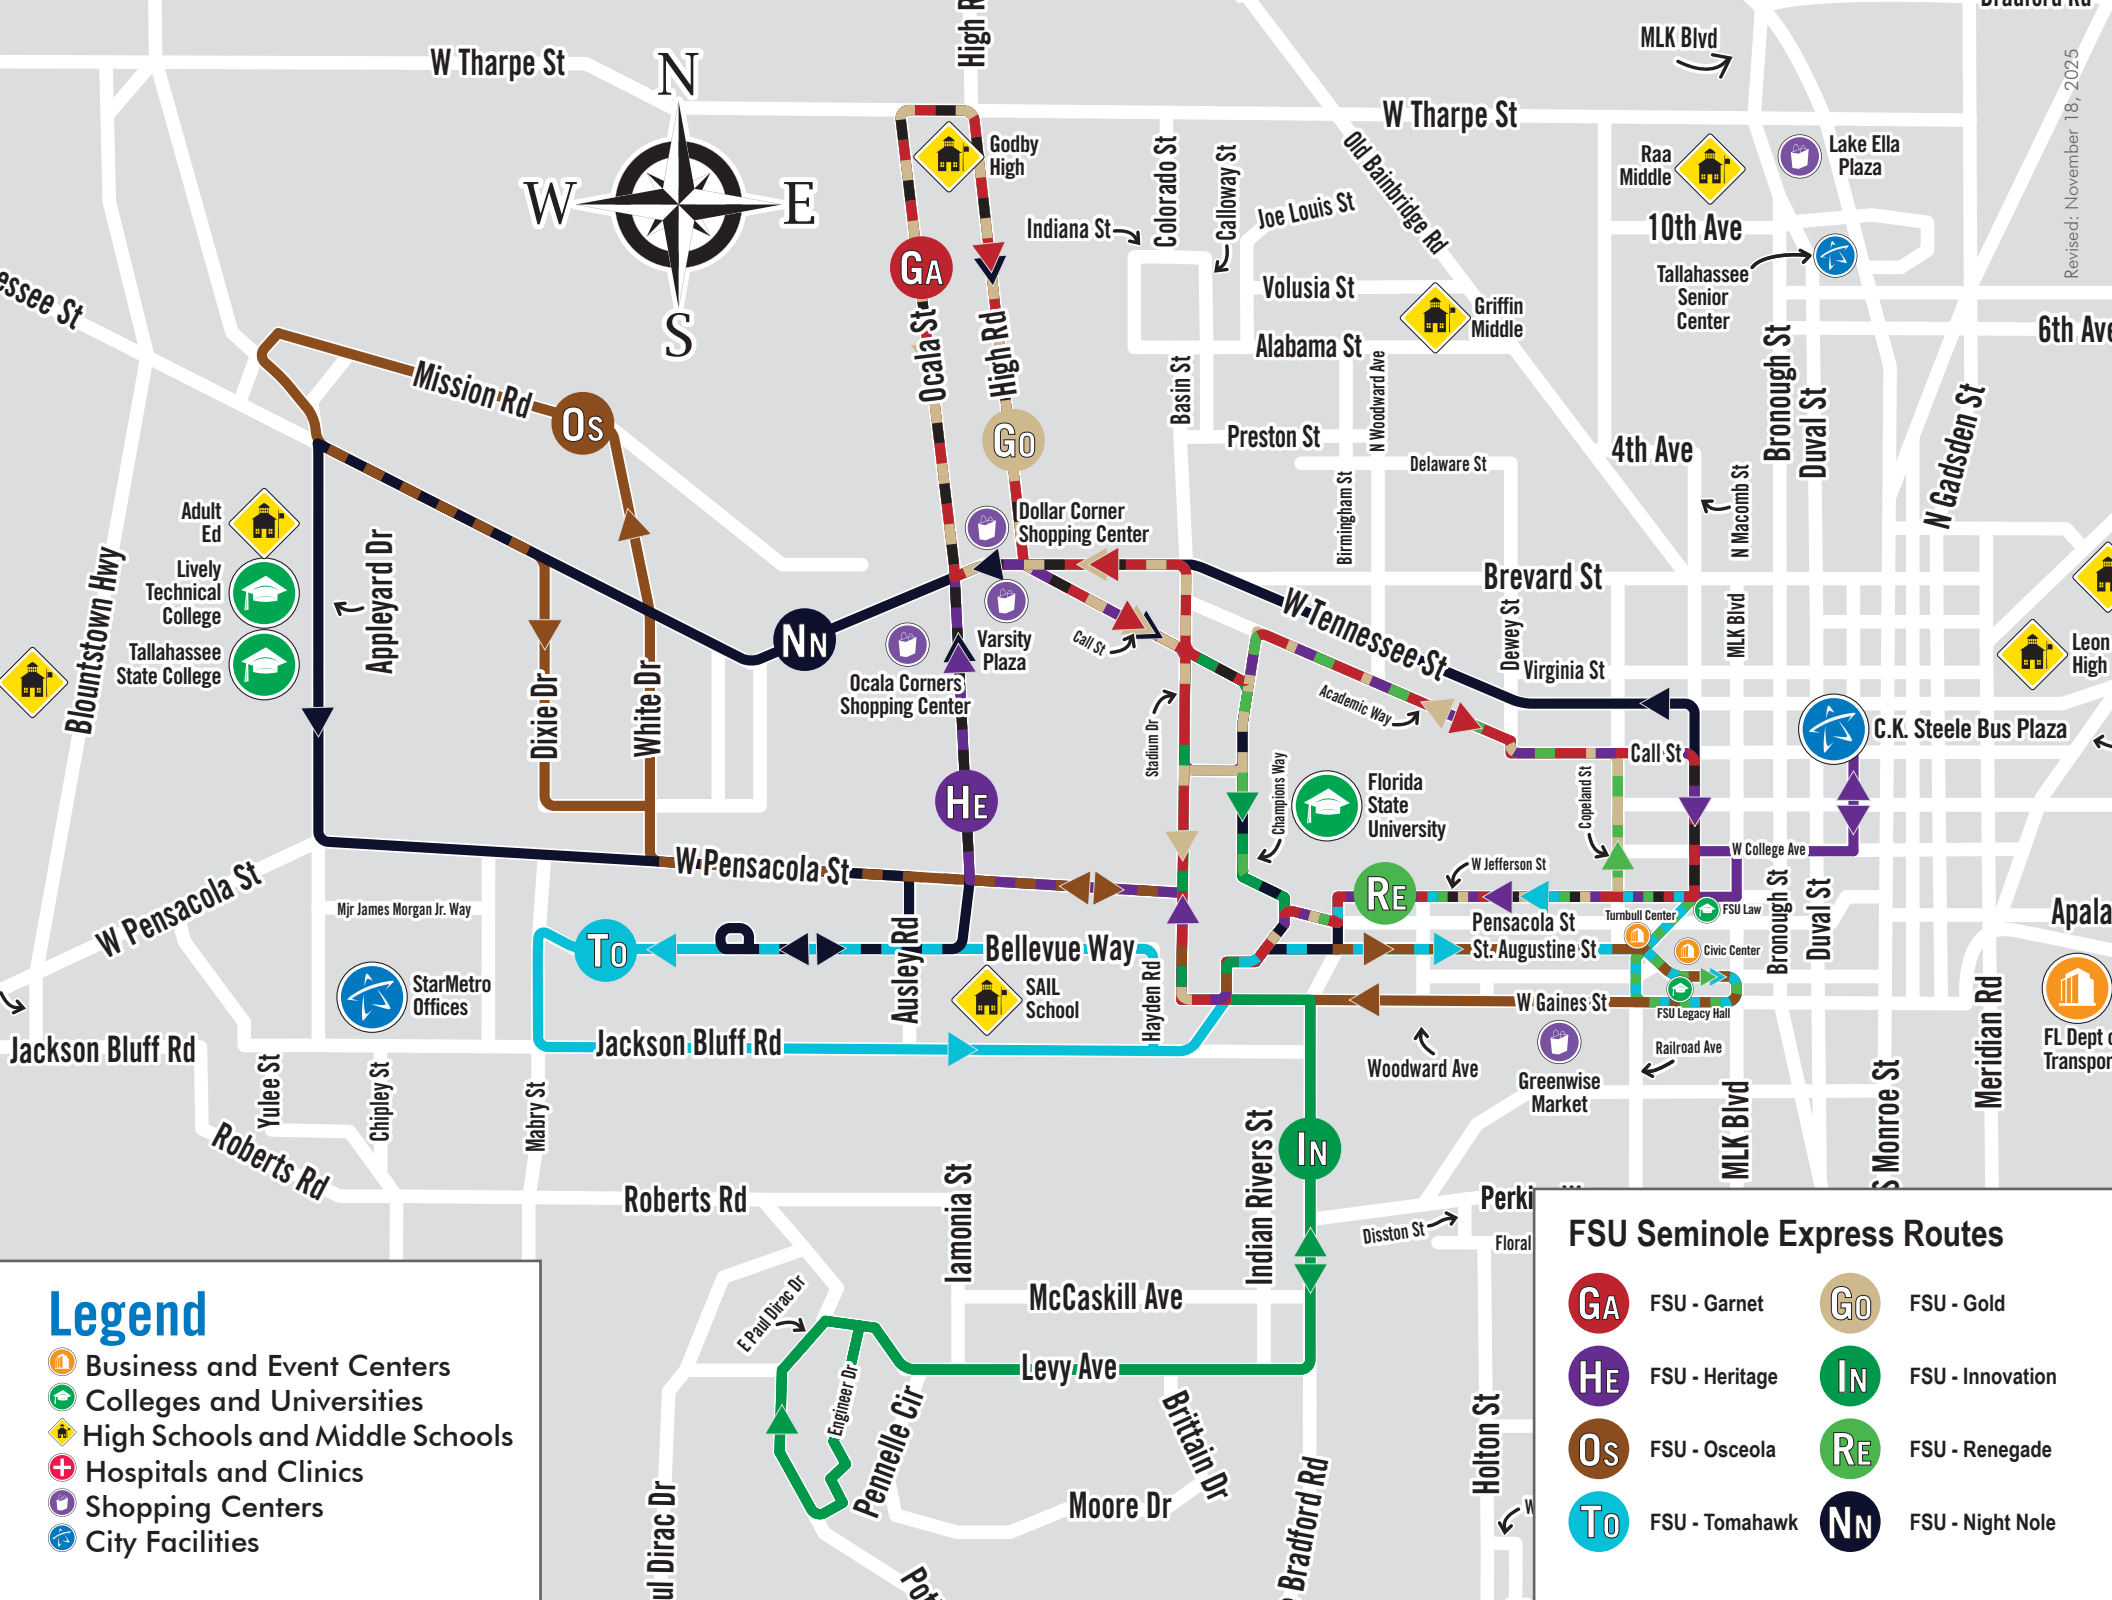 Bradford Rd
High R
MLK Blvd
W Tharpe St
N
W
E
S
W Tharpe St
Revised: November 18, 2025
Godby
High
Colorado St
Calloway St
Old Bainbridge Rd
Raa
Middle
Lake Ella
Plaza
Indiana St
Joe Louis St
10th Ave
GA
Tallahassee
Senior
Center
essee St
Volusia St
Griffin
Middle
Ocala St
High Rd
Alabama St
6th Ave
Mission Rd
OS
GO
Basin St
N Woodward Ave
Bronough St
Duval St
N Gadsden St
Preston St
4th Ave
Delaware St
Birmingham St
N Macomb St
Adult
Ed
Dollar Corner
Shopping Center
Blountstown Hwy
Appleyard Dr
Lively
Technical
College
Brevard St
W Tennessee St
Dewey St
MLK Blvd
NN
Varsity
Plaza
Call St
Tallahassee
State College
Virginia St
Leon
High
Ocala Corners
Shopping Center
Academic Way
Dixie Dr
White Dr
Stadium Dr
C.K. Steele Bus Plaza
Call St
HE
Champions Way
Florida
State
University
Copeland St
W College Ave
W Pensacola St
W Jefferson St
RE
W Pensacola St
Mjr James Morgan Jr. Way
Pensacola St
Turnbull Center
FSU Law
Bronough St
Duval St
Apala
TO
Ausley Rd
Bellevue Way
St. Augustine St
Civic Center
StarMetro
Offices
SAIL
School
Hayden Rd
W Gaines St
FSU Legacy Hall
Meridian Rd
Jackson Bluff Rd
Jackson Bluff Rd
Woodward Ave
Railroad Ave
Greenwise
Market
FL Dept o
Transpor
Yulee St
Chipley St
Mabry St
Roberts Rd
IN
Indian Rivers St
MLK Blvd
S Monroe St
Roberts Rd
Iamonia St
Perki
Disston St
Floral
McCaskill Ave
E Paul Dirac Dr
Levy Ave
Engineer Dr
Pennelle Cir
Brittain Dr
Holton St
Moore Dr
ul Dirac Dr
Bradford Rd
Pot
W
Legend
Business and Event Centers
Colleges and Universities
High Schools and Middle Schools
Hospitals and Clinics
Shopping Centers
City Facilities
FSU Seminole Express Routes
GA FSU - Garnet
GO FSU - Gold
HE FSU - Heritage
IN FSU - Innovation
OS FSU - Osceola
RE FSU - Renegade
TO FSU - Tomahawk
NN FSU - Night Nole